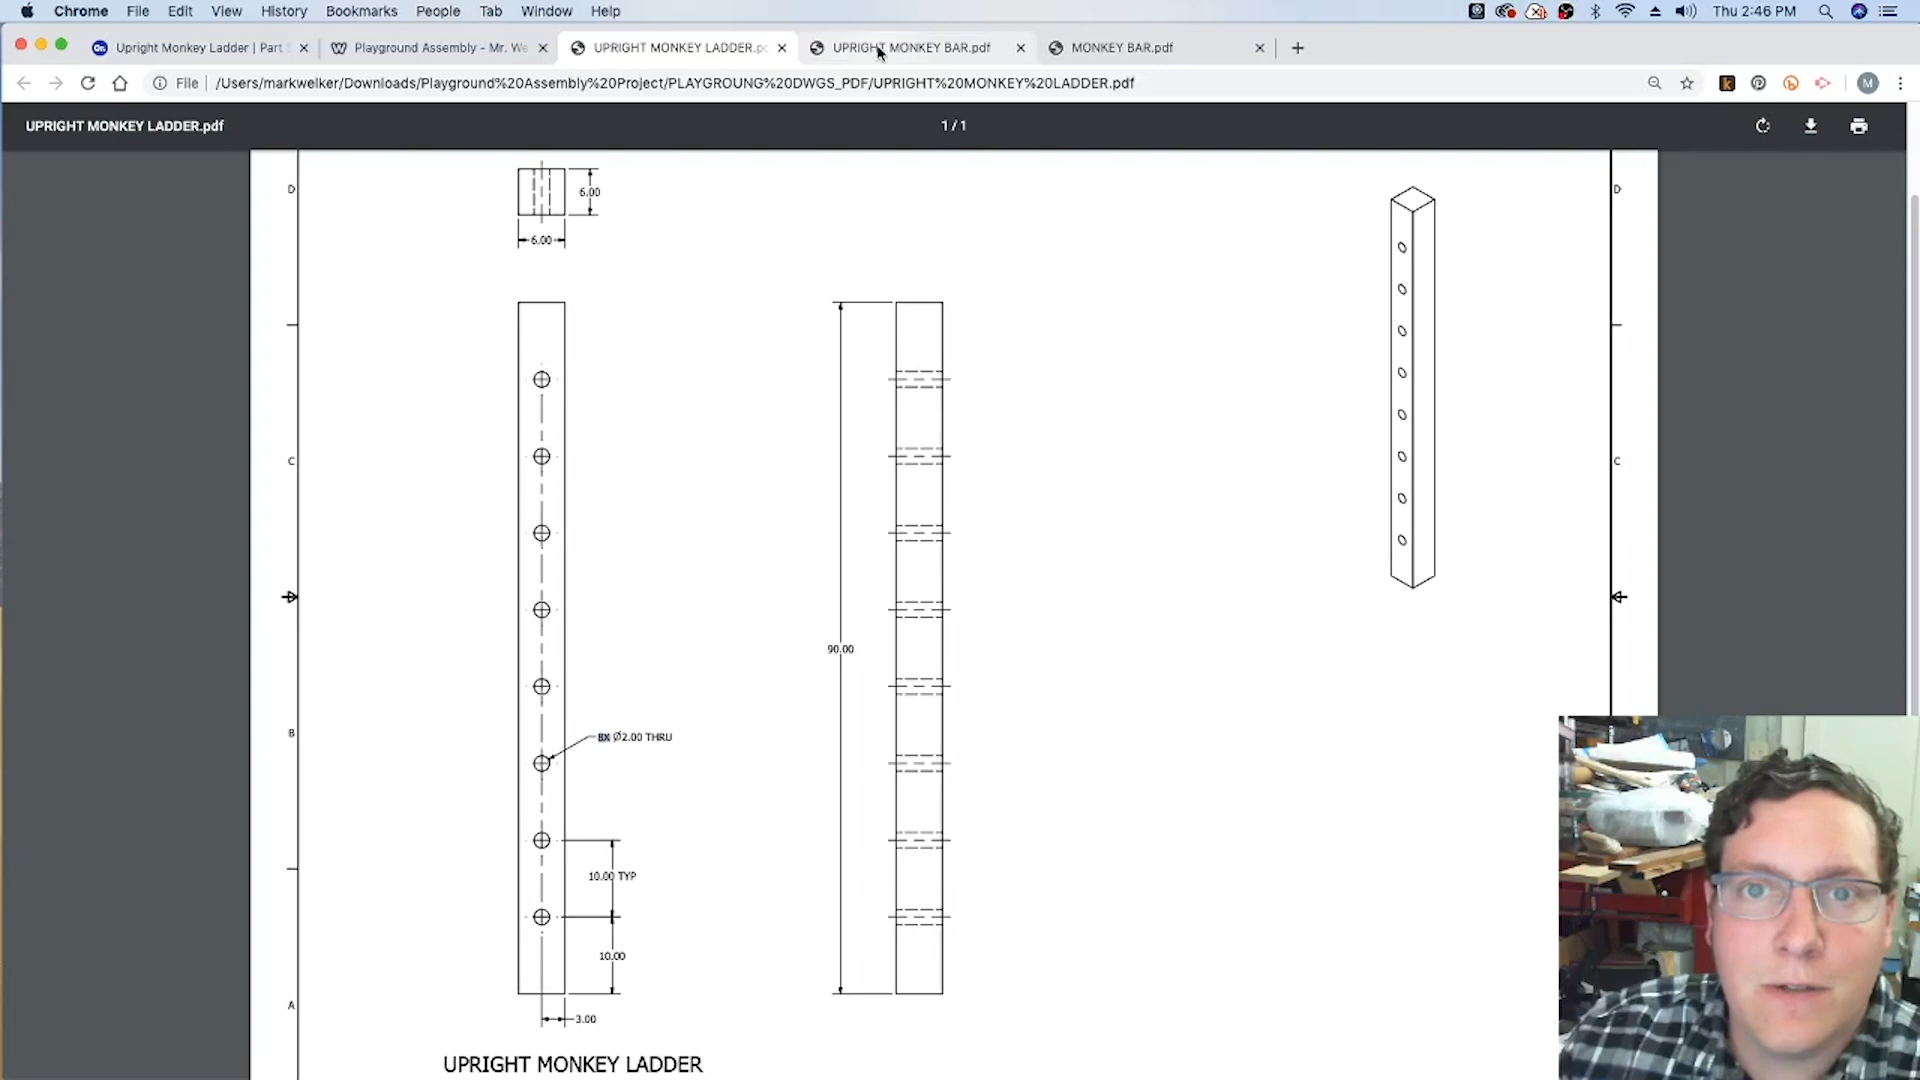 Chrome File Edit View History Bookmarks People Tab Window Help Thu 2:46 PM
On Upright Monkey Ladder | Part Playground Assembly - Mr. We UPRIGHT MONKEY LADDER.p UPRIGHT MONKEY BAR.pdf MONKEY BAR.pdf
File /Users/markwelker/Downloads/Playground%20Assembly%20Project/PLAYGROUNG%20DWGS_PDF/UPRIGHT%20MONKEY%20LADDER.pdf M
UPRIGHT MONKEY LADDER.pdf 1 / 1
D D
6.00
6.00
C C
90.00
B
8X Ø2.00 THRU
10.00 TYP
10.00
A
3.00
UPRIGHT MONKEY LADDER